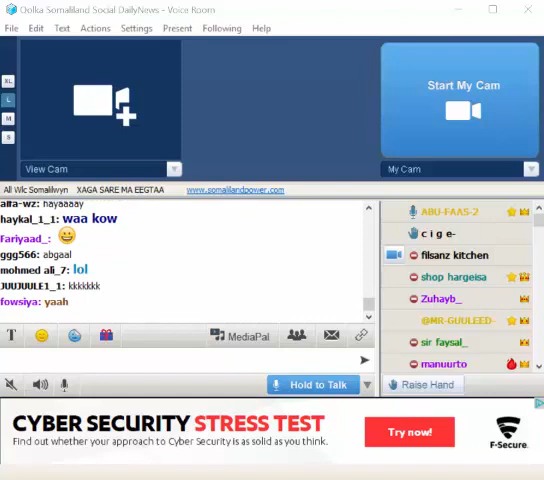 Oolka Somaliland Social DailyNews - Voice Room
File Edit Text Actions Settings Present Following Help
XL
L
M
S
Start My Cam
View Cam
My Cam
All Wlc Somalilwyn XAGA SARE MA EEGTAA www.somalilandpower.com
alfa-wz: hayaaaay
haykal_1_1: waa kow
Fariyaad_:
ggg566: abgaal
mohmed ali_7: lol
JUUJUULE1_1: kkkkkkk
fowsiya: yaah
ABU-FAAS-2
c i g e-
filsanz kitchen
shop hargeisa
Zuhayb_
@MR-GUULEED-
sir faysal_
manuurto
T
MediaPal
Hold to Talk
Raise Hand
CYBER SECURITY STRESS TEST
Find out whether your approach to Cyber Security is as solid as you think.
Try now!
F-Secure.